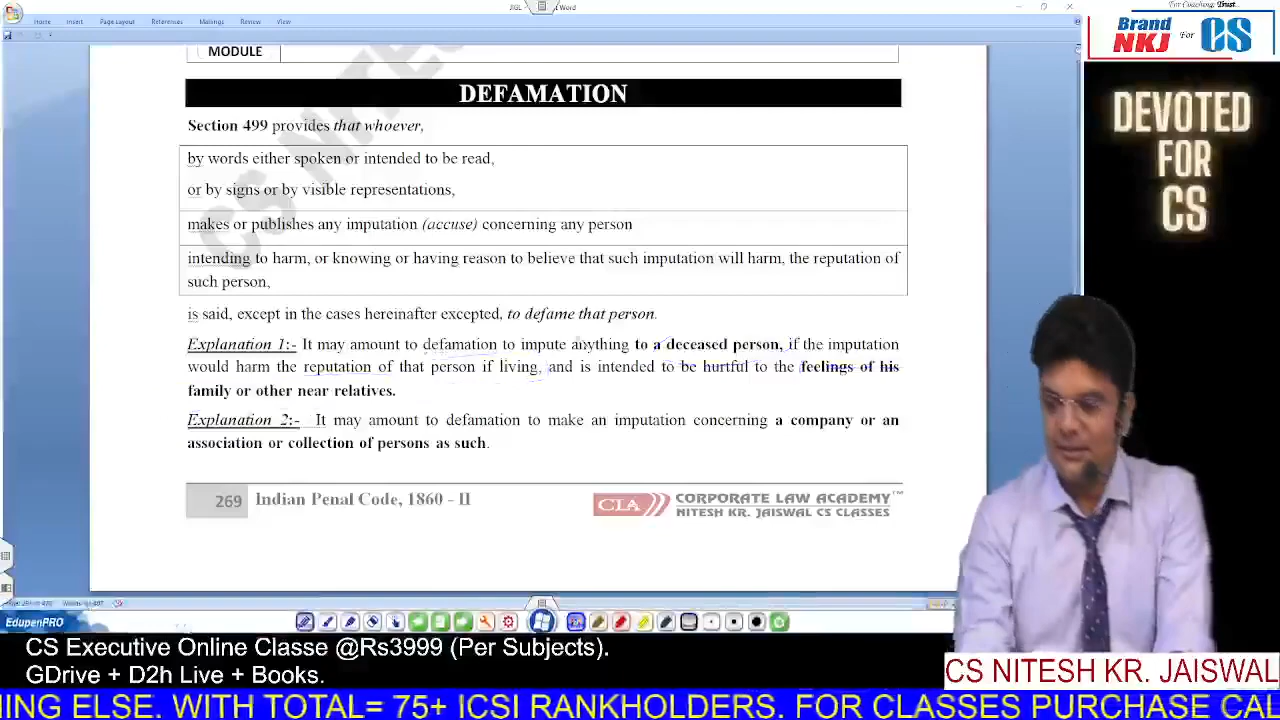 JIGL
Word
Home Insert Page Layout References Mailings Review View
For Coaching, Trust...
Brand
NKJ
For
CS
MODULE
DEFAMATION
Section 499 provides that whoever,
by words either spoken or intended to be read,
or by signs or by visible representations,
makes or publishes any imputation (accuse) concerning any person
intending to harm, or knowing or having reason to believe that such imputation will harm, the reputation of
such person,
is said, except in the cases hereinafter excepted, to defame that person.
Explanation 1:- It may amount to defamation to impute anything to a deceased person, if the imputation
would harm the reputation of that person if living, and is intended to be hurtful to the feelings of his
family or other near relatives.
Explanation 2:- It may amount to defamation to make an imputation concerning a company or an
association or collection of persons as such.
269 Indian Penal Code, 1860 - II
CLA CORPORATE LAW ACADEMY™
NITESH KR. JAISWAL CS CLASSES
DEVOTED
FOR
CS
EdupenPRO
CS Executive Online Classe @Rs3999 (Per Subjects).
GDrive + D2h Live + Books.
CS NITESH KR. JAISWAL
NING ELSE. WITH TOTAL= 75+ ICSI RANKHOLDERS. FOR CLASSES PURCHASE CAL